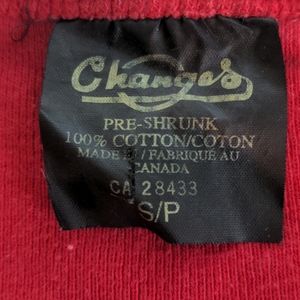 Changes
PRE-SHRUNK
100% COTTON/COTON
MADE / FABRIQUE AU
CANADA
CA 28433
S/P